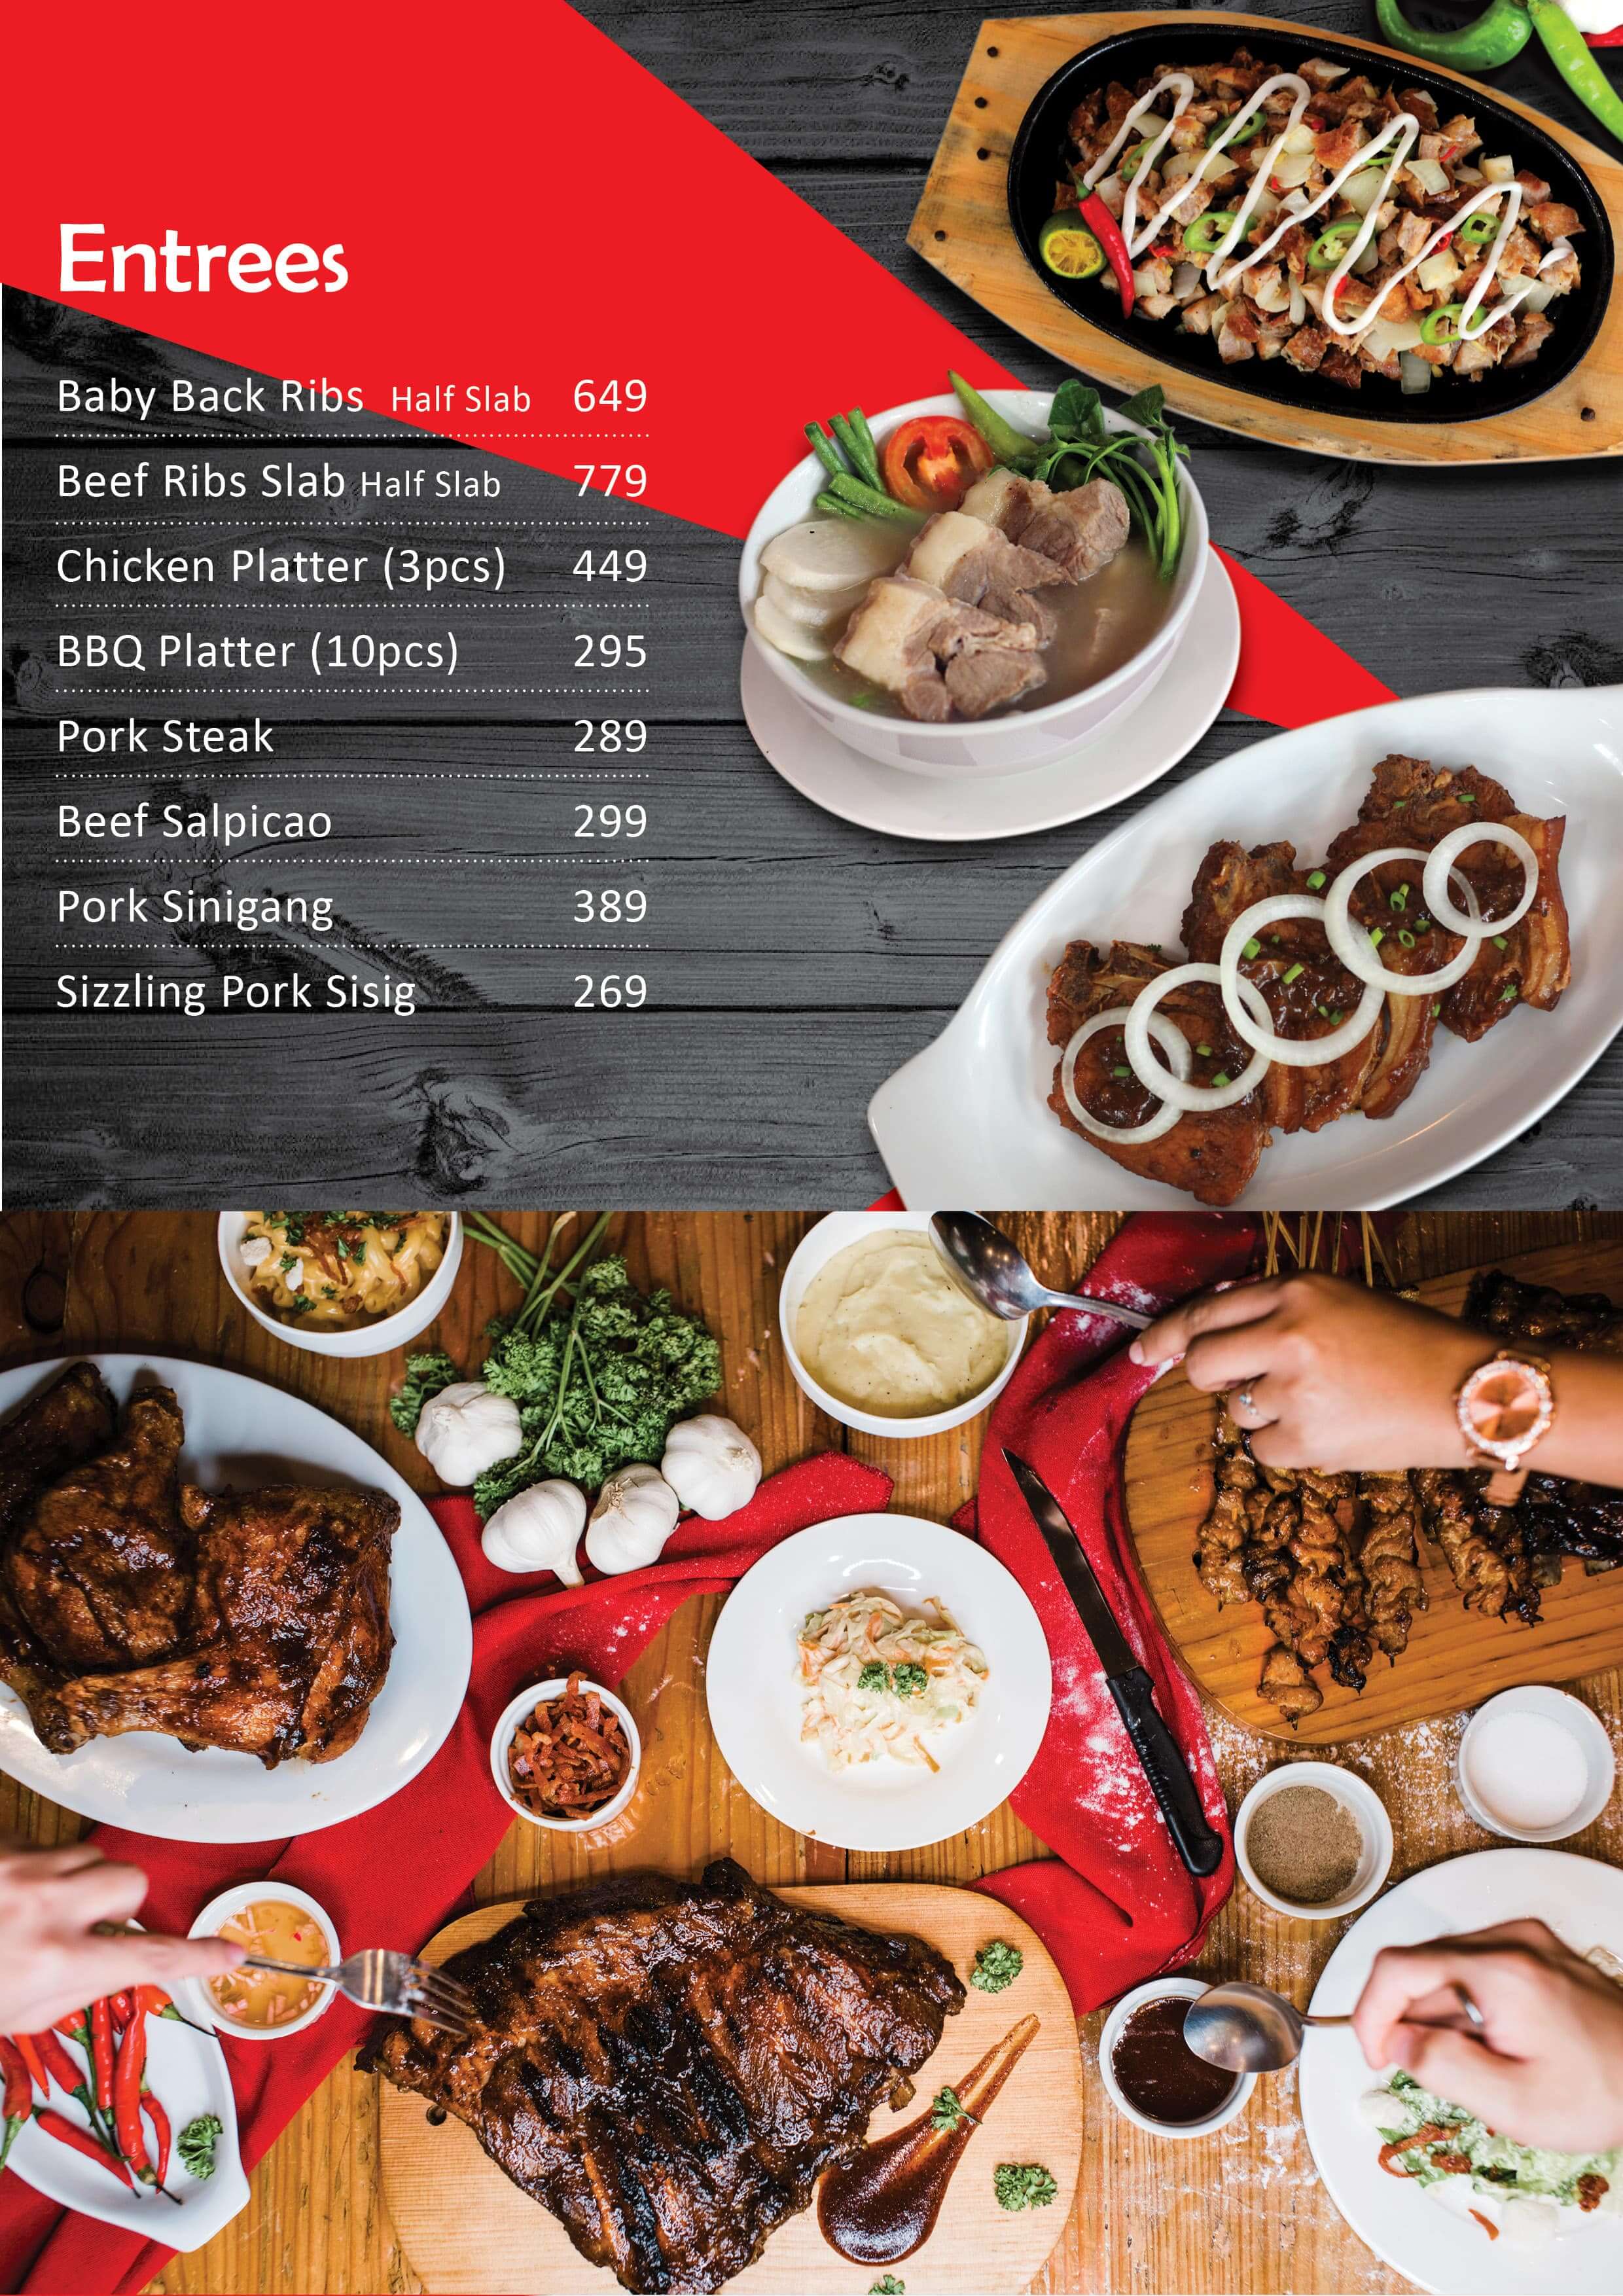 Entrees
Baby Back Ribs Half Slab 649
Beef Ribs Slab Half Slab 779
Chicken Platter (3pcs) 449
BBQ Platter (10pcs) 295
Pork Steak 289
Beef Salpicao 299
Pork Sinigang 389
Sizzling Pork Sisig 269